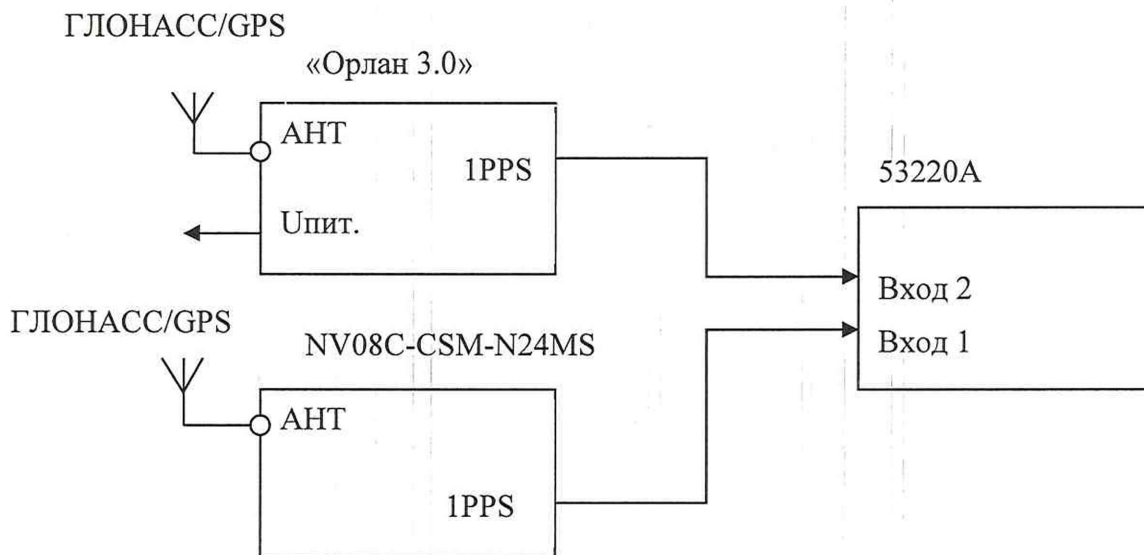 ГЛОНАСС/GPS
«Орлан 3.0»
АНТ
1PPS
Uпит.
53220А
Вход 2
Вход 1
ГЛОНАСС/GPS
NV08C-CSM-N24MS
АНТ
1PPS